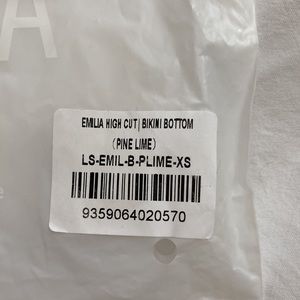 A
EMILIA HIGH CUT| BIKINI BOTTOM
(PINE LIME)
LS-EMIL-B-PLIME-XS
9359064020570